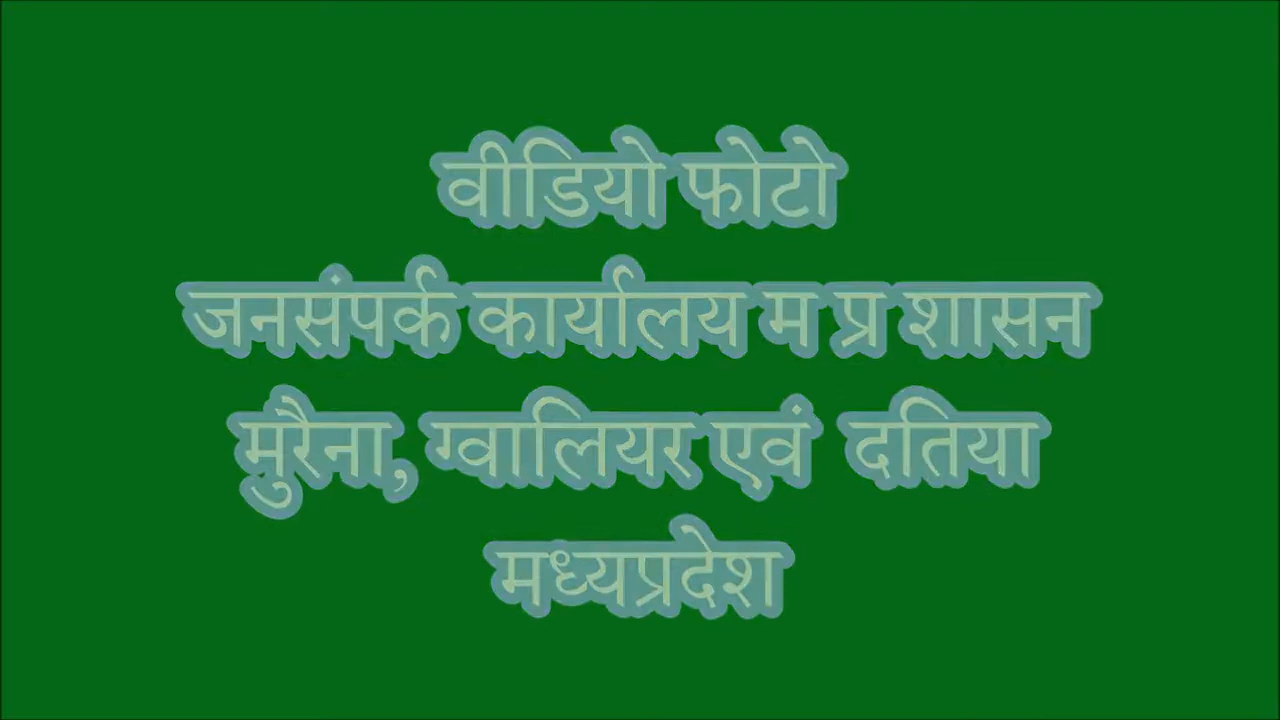 वीडियो फोटो
जनसंपर्क कार्यालय म प्र शासन
मुरैना, ग्वालियर एवं दतिया
मध्यप्रदेश